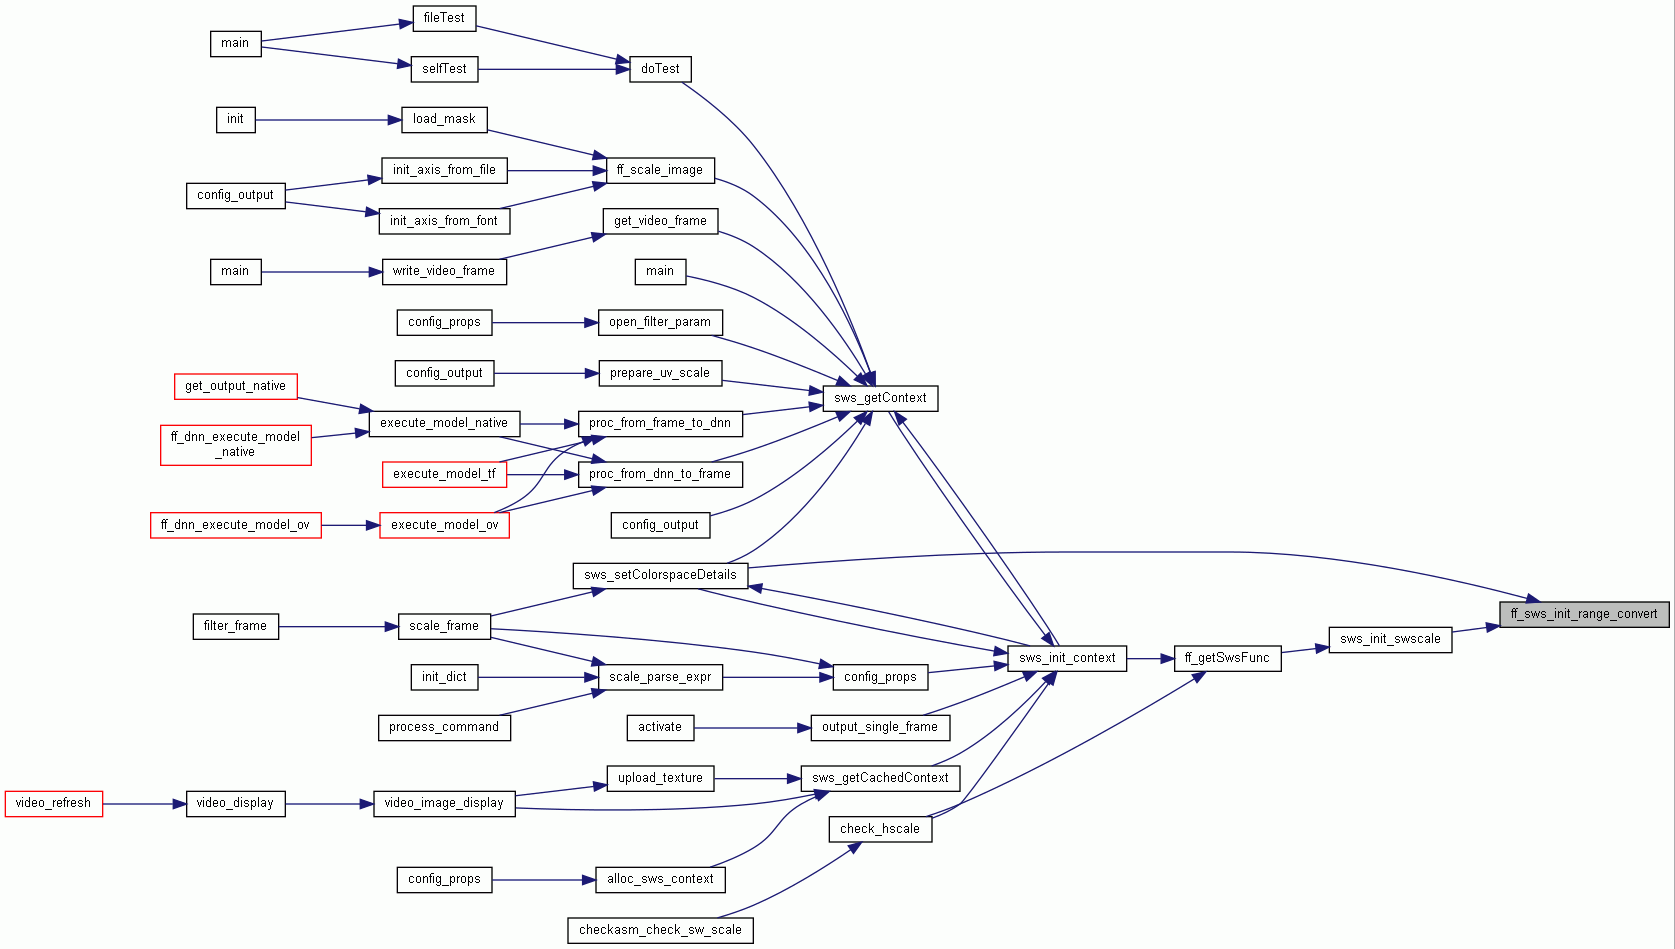 fileTest
main
selfTest
doTest
init
load_mask
init_axis_from_file
ff_scale_image
config_output
init_axis_from_font
get_video_frame
main
write_video_frame
main
config_props
open_filter_param
config_output
prepare_uv_scale
get_output_native
sws_getContext
execute_model_native
proc_from_frame_to_dnn
ff_dnn_execute_model
_native
execute_model_tf
proc_from_dnn_to_frame
ff_dnn_execute_model_ov
execute_model_ov
config_output
sws_setColorspaceDetails
ff_sws_init_range_convert
filter_frame
scale_frame
sws_init_swscale
sws_init_context
ff_getSwsFunc
init_dict
scale_parse_expr
config_props
process_command
activate
output_single_frame
upload_texture
sws_getCachedContext
video_refresh
video_display
video_image_display
check_hscale
config_props
alloc_sws_context
checkasm_check_sw_scale